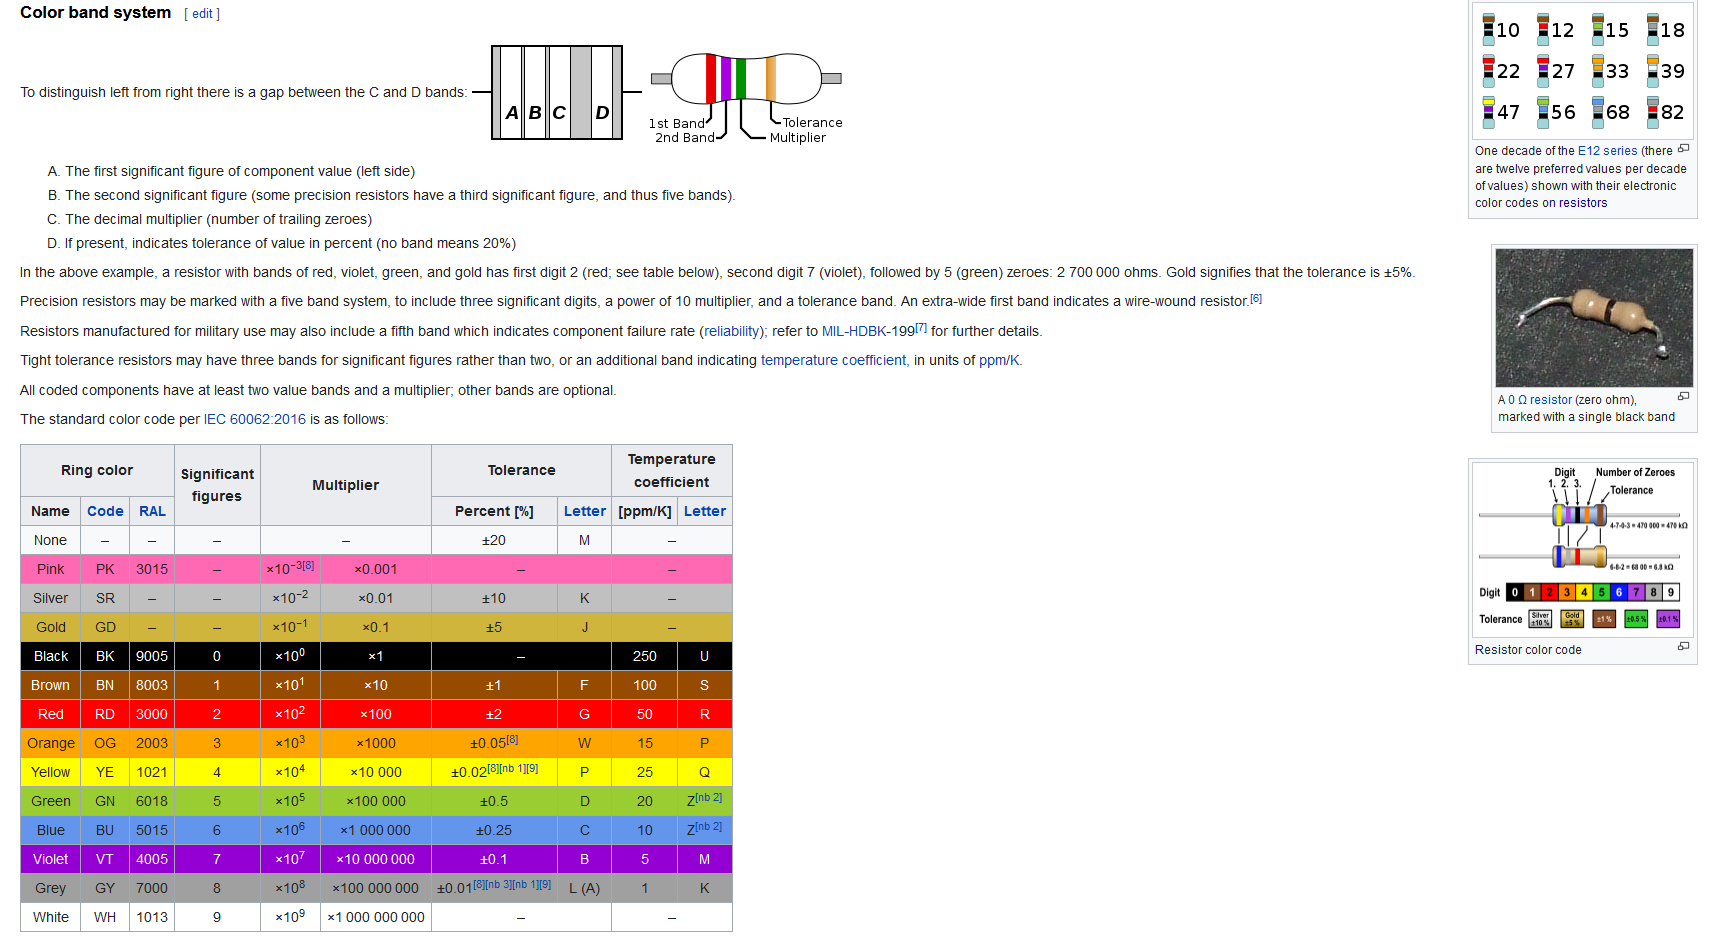 Color band system [ edit ]
To distinguish left from right there is a gap between the C and D bands:
A B C D
1st Band
2nd Band
Tolerance
Multiplier
A. The first significant figure of component value (left side)
B. The second significant figure (some precision resistors have a third significant figure, and thus five bands).
C. The decimal multiplier (number of trailing zeroes)
D. If present, indicates tolerance of value in percent (no band means 20%)
In the above example, a resistor with bands of red, violet, green, and gold has first digit 2 (red; see table below), second digit 7 (violet), followed by 5 (green) zeroes: 2 700 000 ohms. Gold signifies that the tolerance is ±5%.
Precision resistors may be marked with a five band system, to include three significant digits, a power of 10 multiplier, and a tolerance band. An extra-wide first band indicates a wire-wound resistor.[6]
Resistors manufactured for military use may also include a fifth band which indicates component failure rate (reliability); refer to MIL-HDBK-199[7] for further details.
Tight tolerance resistors may have three bands for significant figures rather than two, or an additional band indicating temperature coefficient, in units of ppm/K.
All coded components have at least two value bands and a multiplier; other bands are optional.
The standard color code per IEC 60062:2016 is as follows:
Ring color Significant figures Multiplier Tolerance Temperature coefficient
Name Code RAL Percent [%] Letter [ppm/K] Letter
None – – – – ±20 M –
Pink PK 3015 – ×10−3[8] ×0.001 – –
Silver SR – – ×10−2 ×0.01 ±10 K –
Gold GD – – ×10−1 ×0.1 ±5 J –
Black BK 9005 0 ×100 ×1 – 250 U
Brown BN 8003 1 ×101 ×10 ±1 F 100 S
Red RD 3000 2 ×102 ×100 ±2 G 50 R
Orange OG 2003 3 ×103 ×1000 ±0.05[8] W 15 P
Yellow YE 1021 4 ×104 ×10 000 ±0.02[8][nb 1][9] P 25 Q
Green GN 6018 5 ×105 ×100 000 ±0.5 D 20 Z[nb 2]
Blue BU 5015 6 ×106 ×1 000 000 ±0.25 C 10 Z[nb 2]
Violet VT 4005 7 ×107 ×10 000 000 ±0.1 B 5 M
Grey GY 7000 8 ×108 ×100 000 000 ±0.01[8][nb 3][nb 1][9] L (A) 1 K
White WH 1013 9 ×109 ×1 000 000 000 – –
10 12 15 18
22 27 33 39
47 56 68 82
One decade of the E12 series (there
are twelve preferred values per decade
of values) shown with their electronic
color codes on resistors
A 0 Ω resistor (zero ohm),
marked with a single black band
Digit Number of Zeroes
1. 2. 3.
Tolerance
4-7-0-3 = 470 000 = 470 kΩ
6-8-2 = 68 00 = 6.8 kΩ
Digit 0 1 2 3 4 5 6 7 8 9
Tolerance Silver ±10 % Gold ±5 % ±1 % ±0.5 % ±0.1 %
Resistor color code